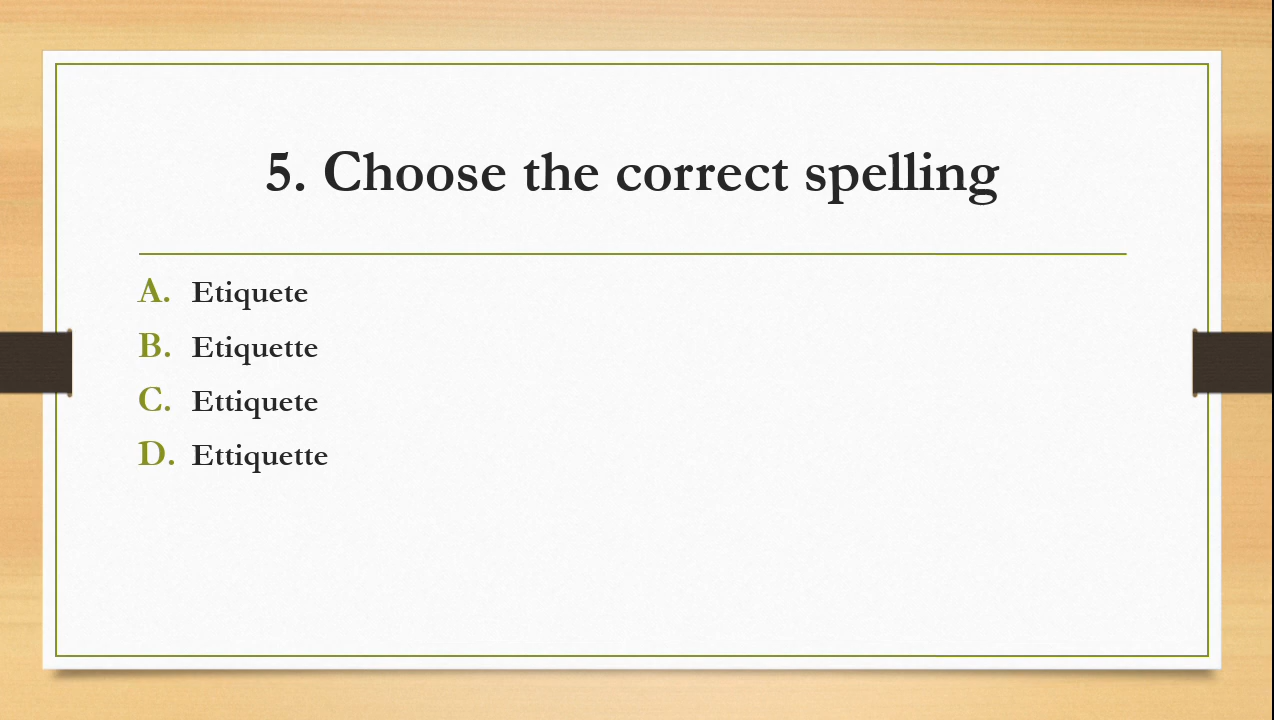 5. Choose the correct spelling
A. Etiquete
B. Etiquette
C. Ettiquete
D. Ettiquette